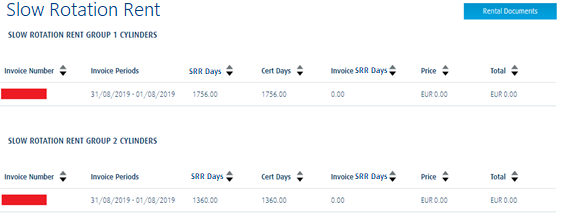 Slow Rotation Rent
Rental Documents
SLOW ROTATION RENT GROUP 1 CYLINDERS
Invoice Number Invoice Periods SRR Days Cert Days Invoice SRR Days Price Total
31/08/2019 - 01/08/2019 1756.00 1756.00 0.00 EUR 0.00 EUR 0.00
SLOW ROTATION RENT GROUP 2 CYLINDERS
Invoice Number Invoice Periods SRR Days Cert Days Invoice SRR Days Price Total
31/08/2019 - 01/08/2019 1360.00 1360.00 0.00 EUR 0.00 EUR 0.00